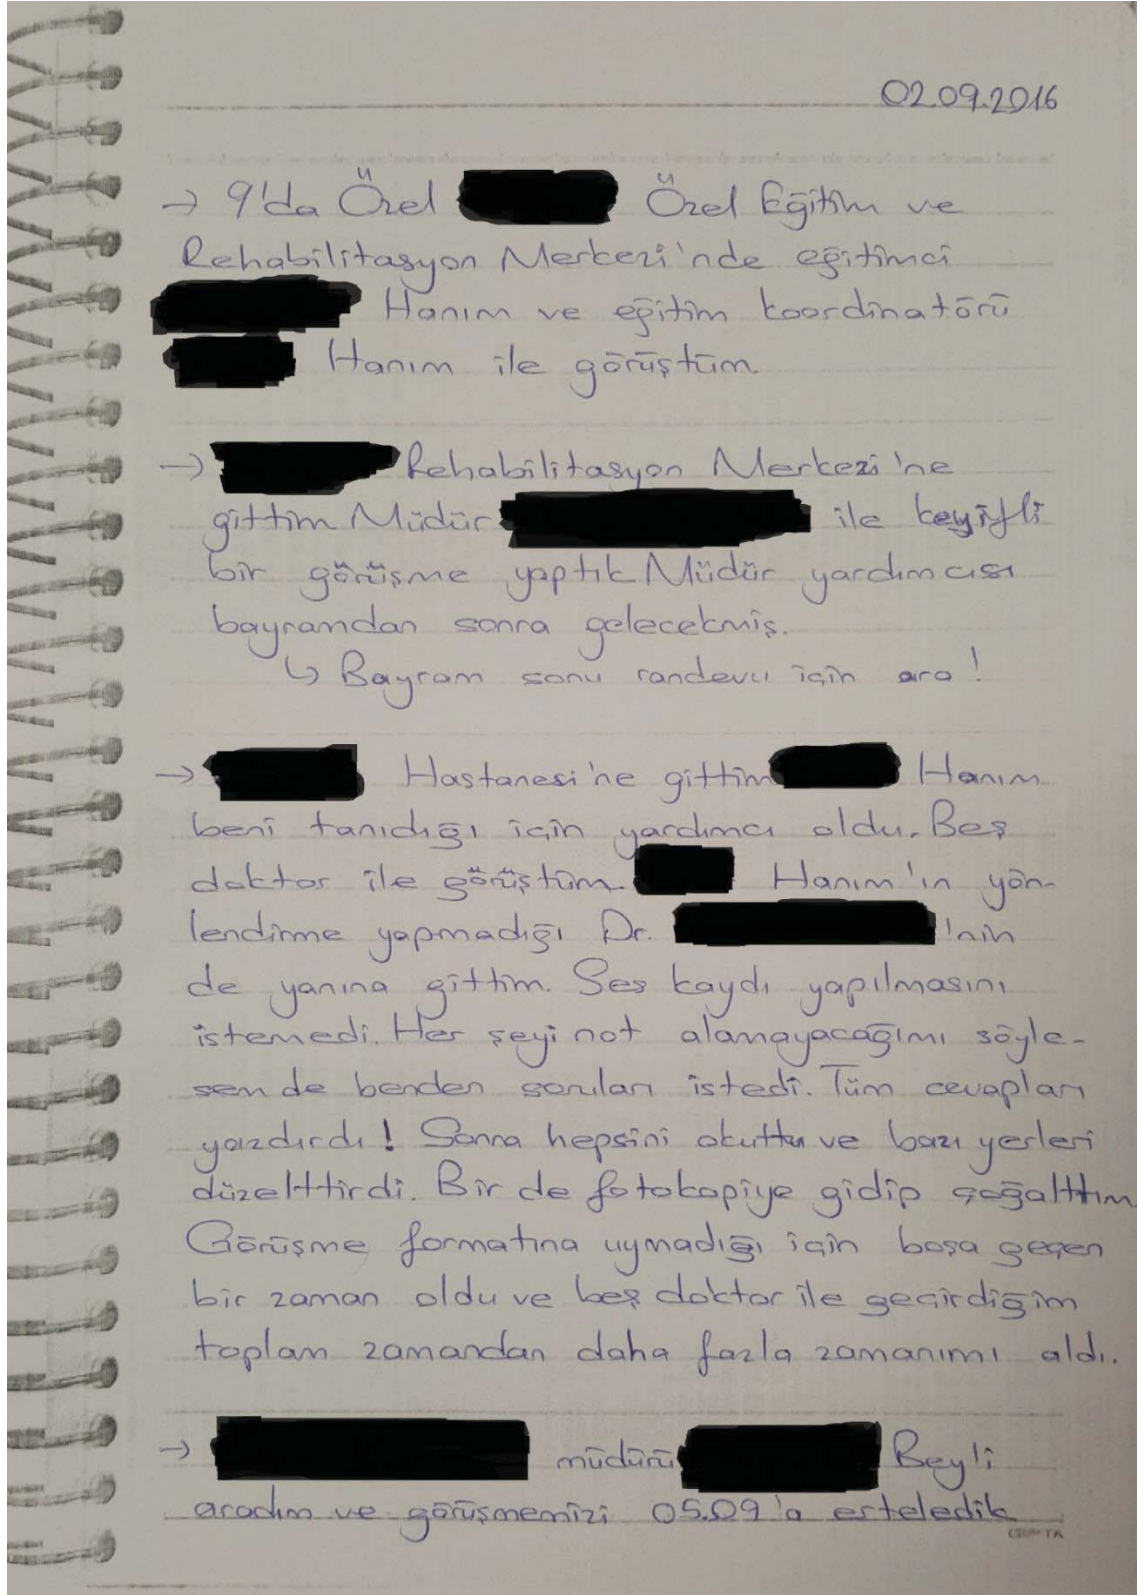 02.09.2016
→ 9'da Özel Özel Eğitim ve
Rehabilitasyon Merkezi'nde eğitimci
Hanım ve eğitim koordinatörü
Hanım ile görüştüm
→ Rehabilitasyon Merkezi'ne
gittim Müdür ile keyifli
bir görüşme yaptık Müdür yardımcısı
bayramdan sonra gelecekmiş.
↳ Bayram sonu randevu için ara!
→ Hastanesi'ne gittim Hanım
beni tanıdığı için yardımcı oldu. Beş
doktor ile görüştüm. Hanım'ın yön-
lendirme yapmadığı Dr. 'nin
de yanına gittim. Ses kaydı yapılmasını
istemedi. Her şeyi not alamayacağımı söyle-
sem de benden soruları istedi. Tüm cevapları
yazdırdı! Sonra hepsini okuttu ve bazı yerleri
düzelttirdi. Bir de fotokopiye gidip çoğalttım.
Görüşme formatına uymadığı için boşa geçen
bir zaman oldu ve beş doktor ile geçirdiğim
toplam zamandan daha fazla zamanımı aldı.
→ müdürü Bey'i
aradım ve görüşmemizi 05.09'a erteledik